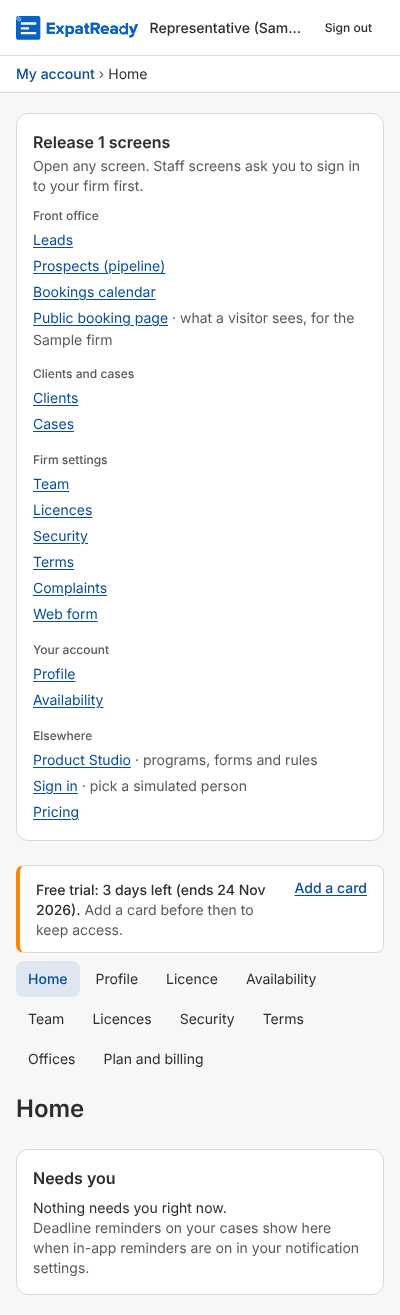 ExpatReady Representative (Sam... Sign out
My account › Home
Release 1 screens
Open any screen. Staff screens ask you to sign in
to your firm first.
Front office
Leads
Prospects (pipeline)
Bookings calendar
Public booking page · what a visitor sees, for the
Sample firm
Clients and cases
Clients
Cases
Firm settings
Team
Licences
Security
Terms
Complaints
Web form
Your account
Profile
Availability
Elsewhere
Product Studio · programs, forms and rules
Sign in · pick a simulated person
Pricing
Free trial: 3 days left (ends 24 Nov
2026). Add a card before then to
keep access.
Add a card
Home Profile Licence Availability
Team Licences Security Terms
Offices Plan and billing
Home
Needs you
Nothing needs you right now.
Deadline reminders on your cases show here
when in-app reminders are on in your notification
settings.